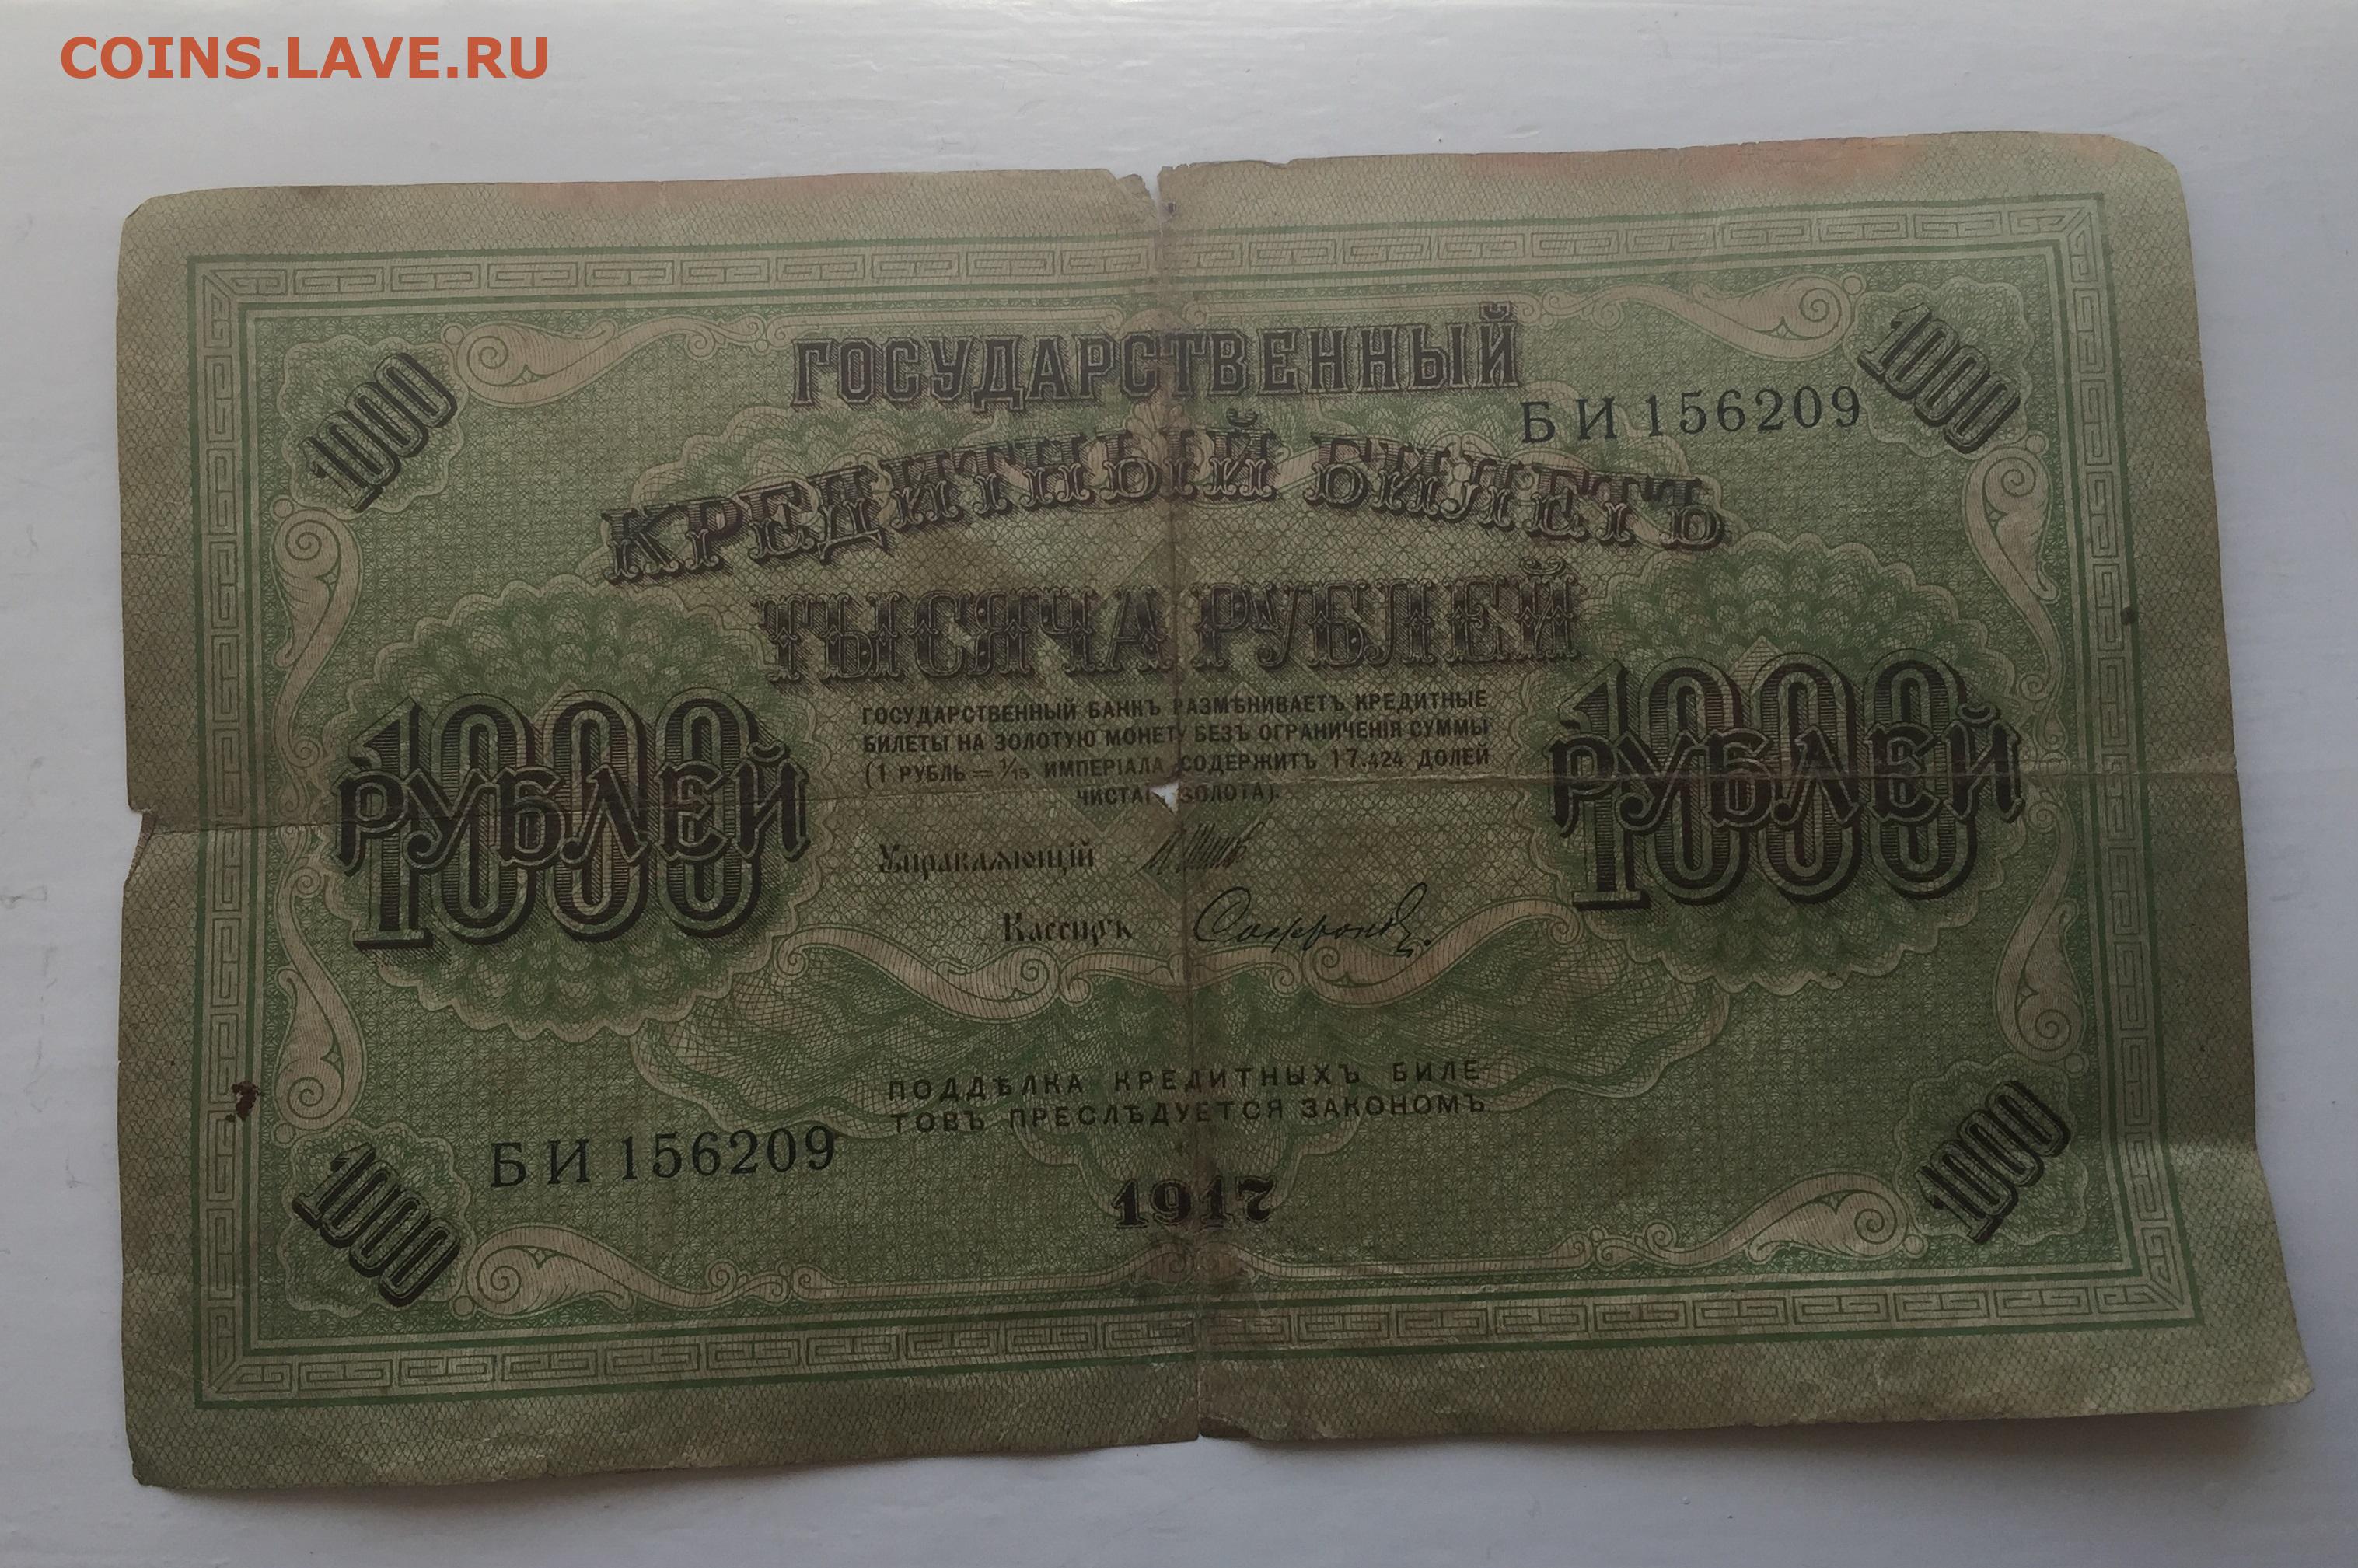 COINS.LAVE.RU
1000
1000
ГОСУДАРСТВЕННЫЙ
БИ 156209
КРЕДИТНЫЙ БИЛЕТЪ
ТЫСЯЧА РУБЛЕЙ
1000 РУБЛЕЙ
1000 РУБЛЕЙ
ГОСУДАРСТВЕННЫЙ БАНКЪ РАЗМѢНИВАЕТЪ КРЕДИТНЫЕ
БИЛЕТЫ НА ЗОЛОТУЮ МОНЕТУ БЕЗЪ ОГРАНИЧЕНІЯ СУММЫ
(1 РУБЛЬ = 1/15 ИМПЕРІАЛА СОДЕРЖИТЪ 17.424 ДОЛЕЙ
ЗОЛОТА).
Управляющій
Кассиръ Софронов
ПОДДѢЛКА КРЕДИТНЫХЪ БИЛЕ-
ТОВЪ ПРЕСЛѢДУЕТСЯ ЗАКОНОМЪ
БИ 156209
1917
1000
1000